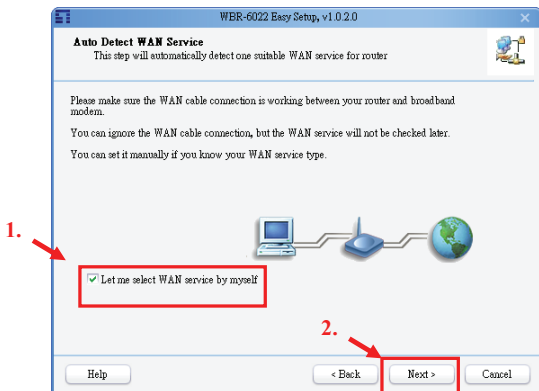 WBR-6022 Easy Setup, v1.0.2.0
Auto Detect WAN Service
This step will automatically detect one suitable WAN service for router
Please make sure the WAN cable connection is working between your router and broadband
modem.
You can ignore the WAN cable connection, but the WAN service will not be checked later.
You can set it manually if you know your WAN service type.
1.
Let me select WAN service by myself
2.
Help
< Back
Next >
Cancel